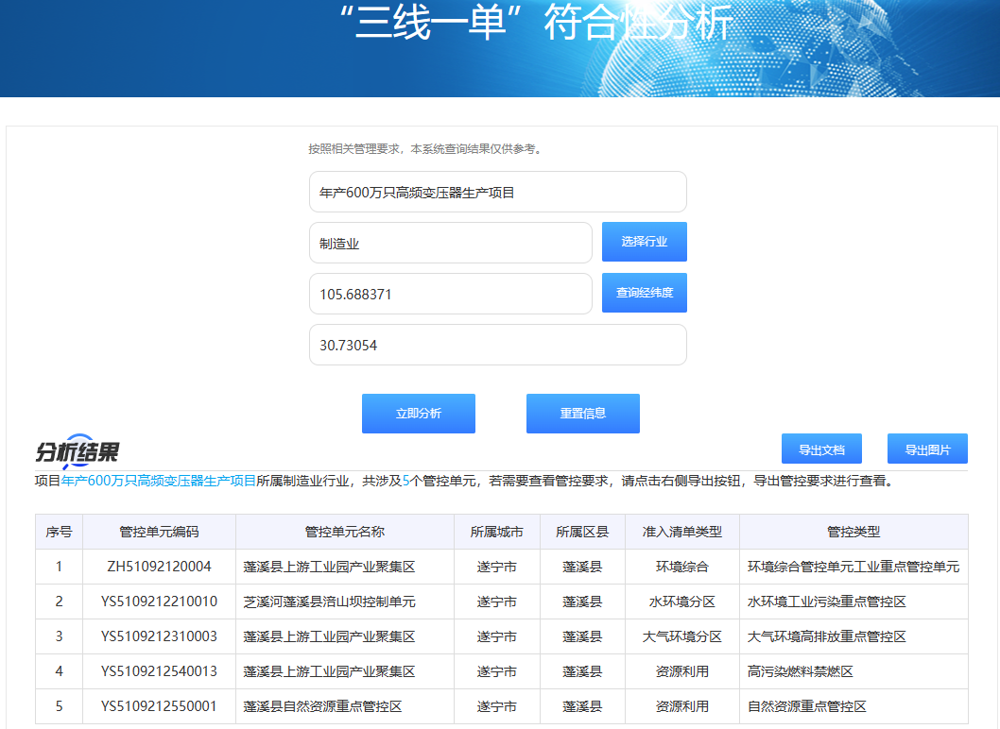 “三线一单”符合性分析
按照相关管理要求，本系统查询结果仅供参考。
年产600万只高频变压器生产项目
制造业 选择行业
105.688371 查询经纬度
30.73054
立即分析 重置信息
分析结果 导出文档 导出图片
项目年产600万只高频变压器生产项目所属制造业行业，共涉及5个管控单元，若需要查看管控要求，请点击右侧导出按钮，导出管控要求进行查看。
序号 管控单元编码 管控单元名称 所属城市 所属区县 准入清单类型 管控类型
1 ZH51092120004 蓬溪县上游工业园产业聚集区 遂宁市 蓬溪县 环境综合 环境综合管控单元工业重点管控单元
2 YS5109212210010 芝溪河蓬溪县涪山坝控制单元 遂宁市 蓬溪县 水环境分区 水环境工业污染重点管控区
3 YS5109212310003 蓬溪县上游工业园产业聚集区 遂宁市 蓬溪县 大气环境分区 大气环境高排放重点管控区
4 YS5109212540013 蓬溪县上游工业园产业聚集区 遂宁市 蓬溪县 资源利用 高污染燃料禁燃区
5 YS5109212550001 蓬溪县自然资源重点管控区 遂宁市 蓬溪县 资源利用 自然资源重点管控区